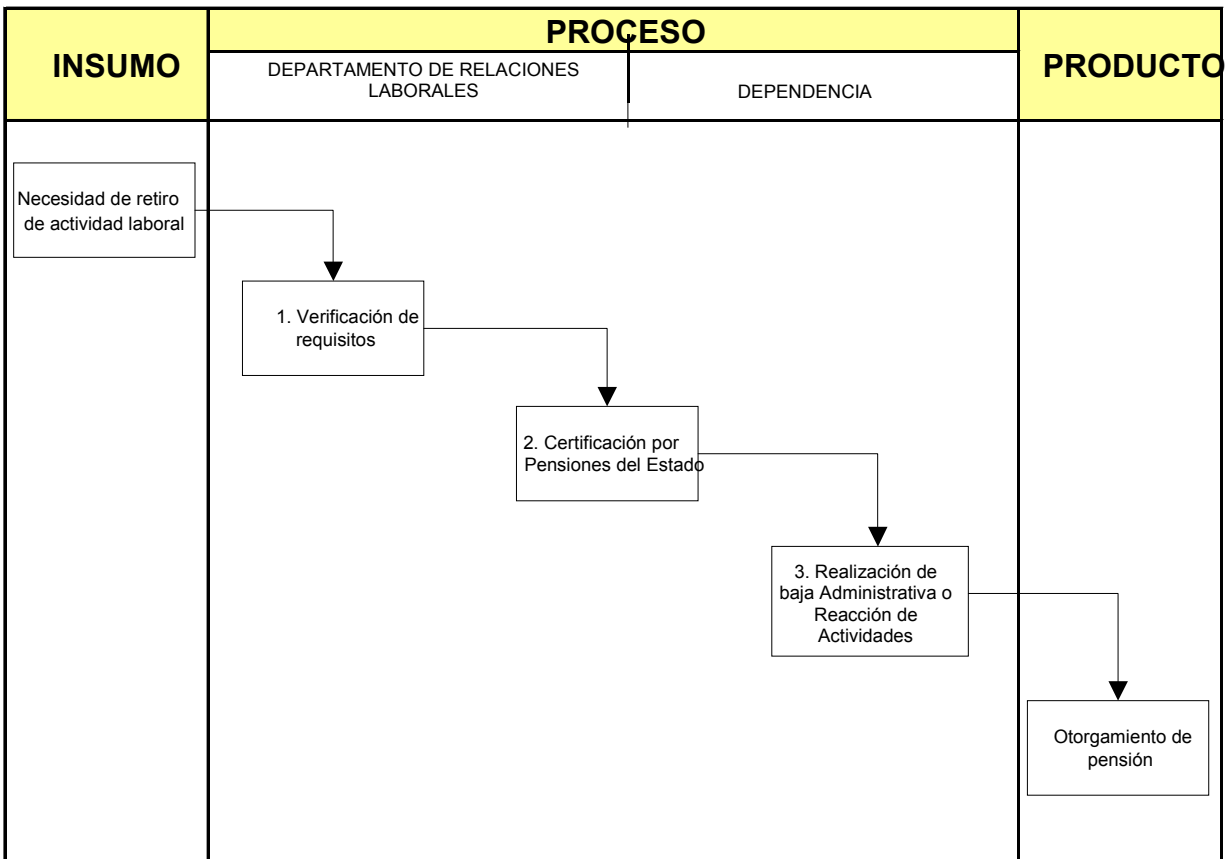 INSUMO
PROCESO
DEPARTAMENTO DE RELACIONES
LABORALES
DEPENDENCIA
PRODUCTO
Necesidad de retiro
de actividad laboral
1. Verificación de
requisitos
2. Certificación por
Pensiones del Estado
3. Realización de
baja Administrativa o
Reacción de
Actividades
Otorgamiento de
pensión